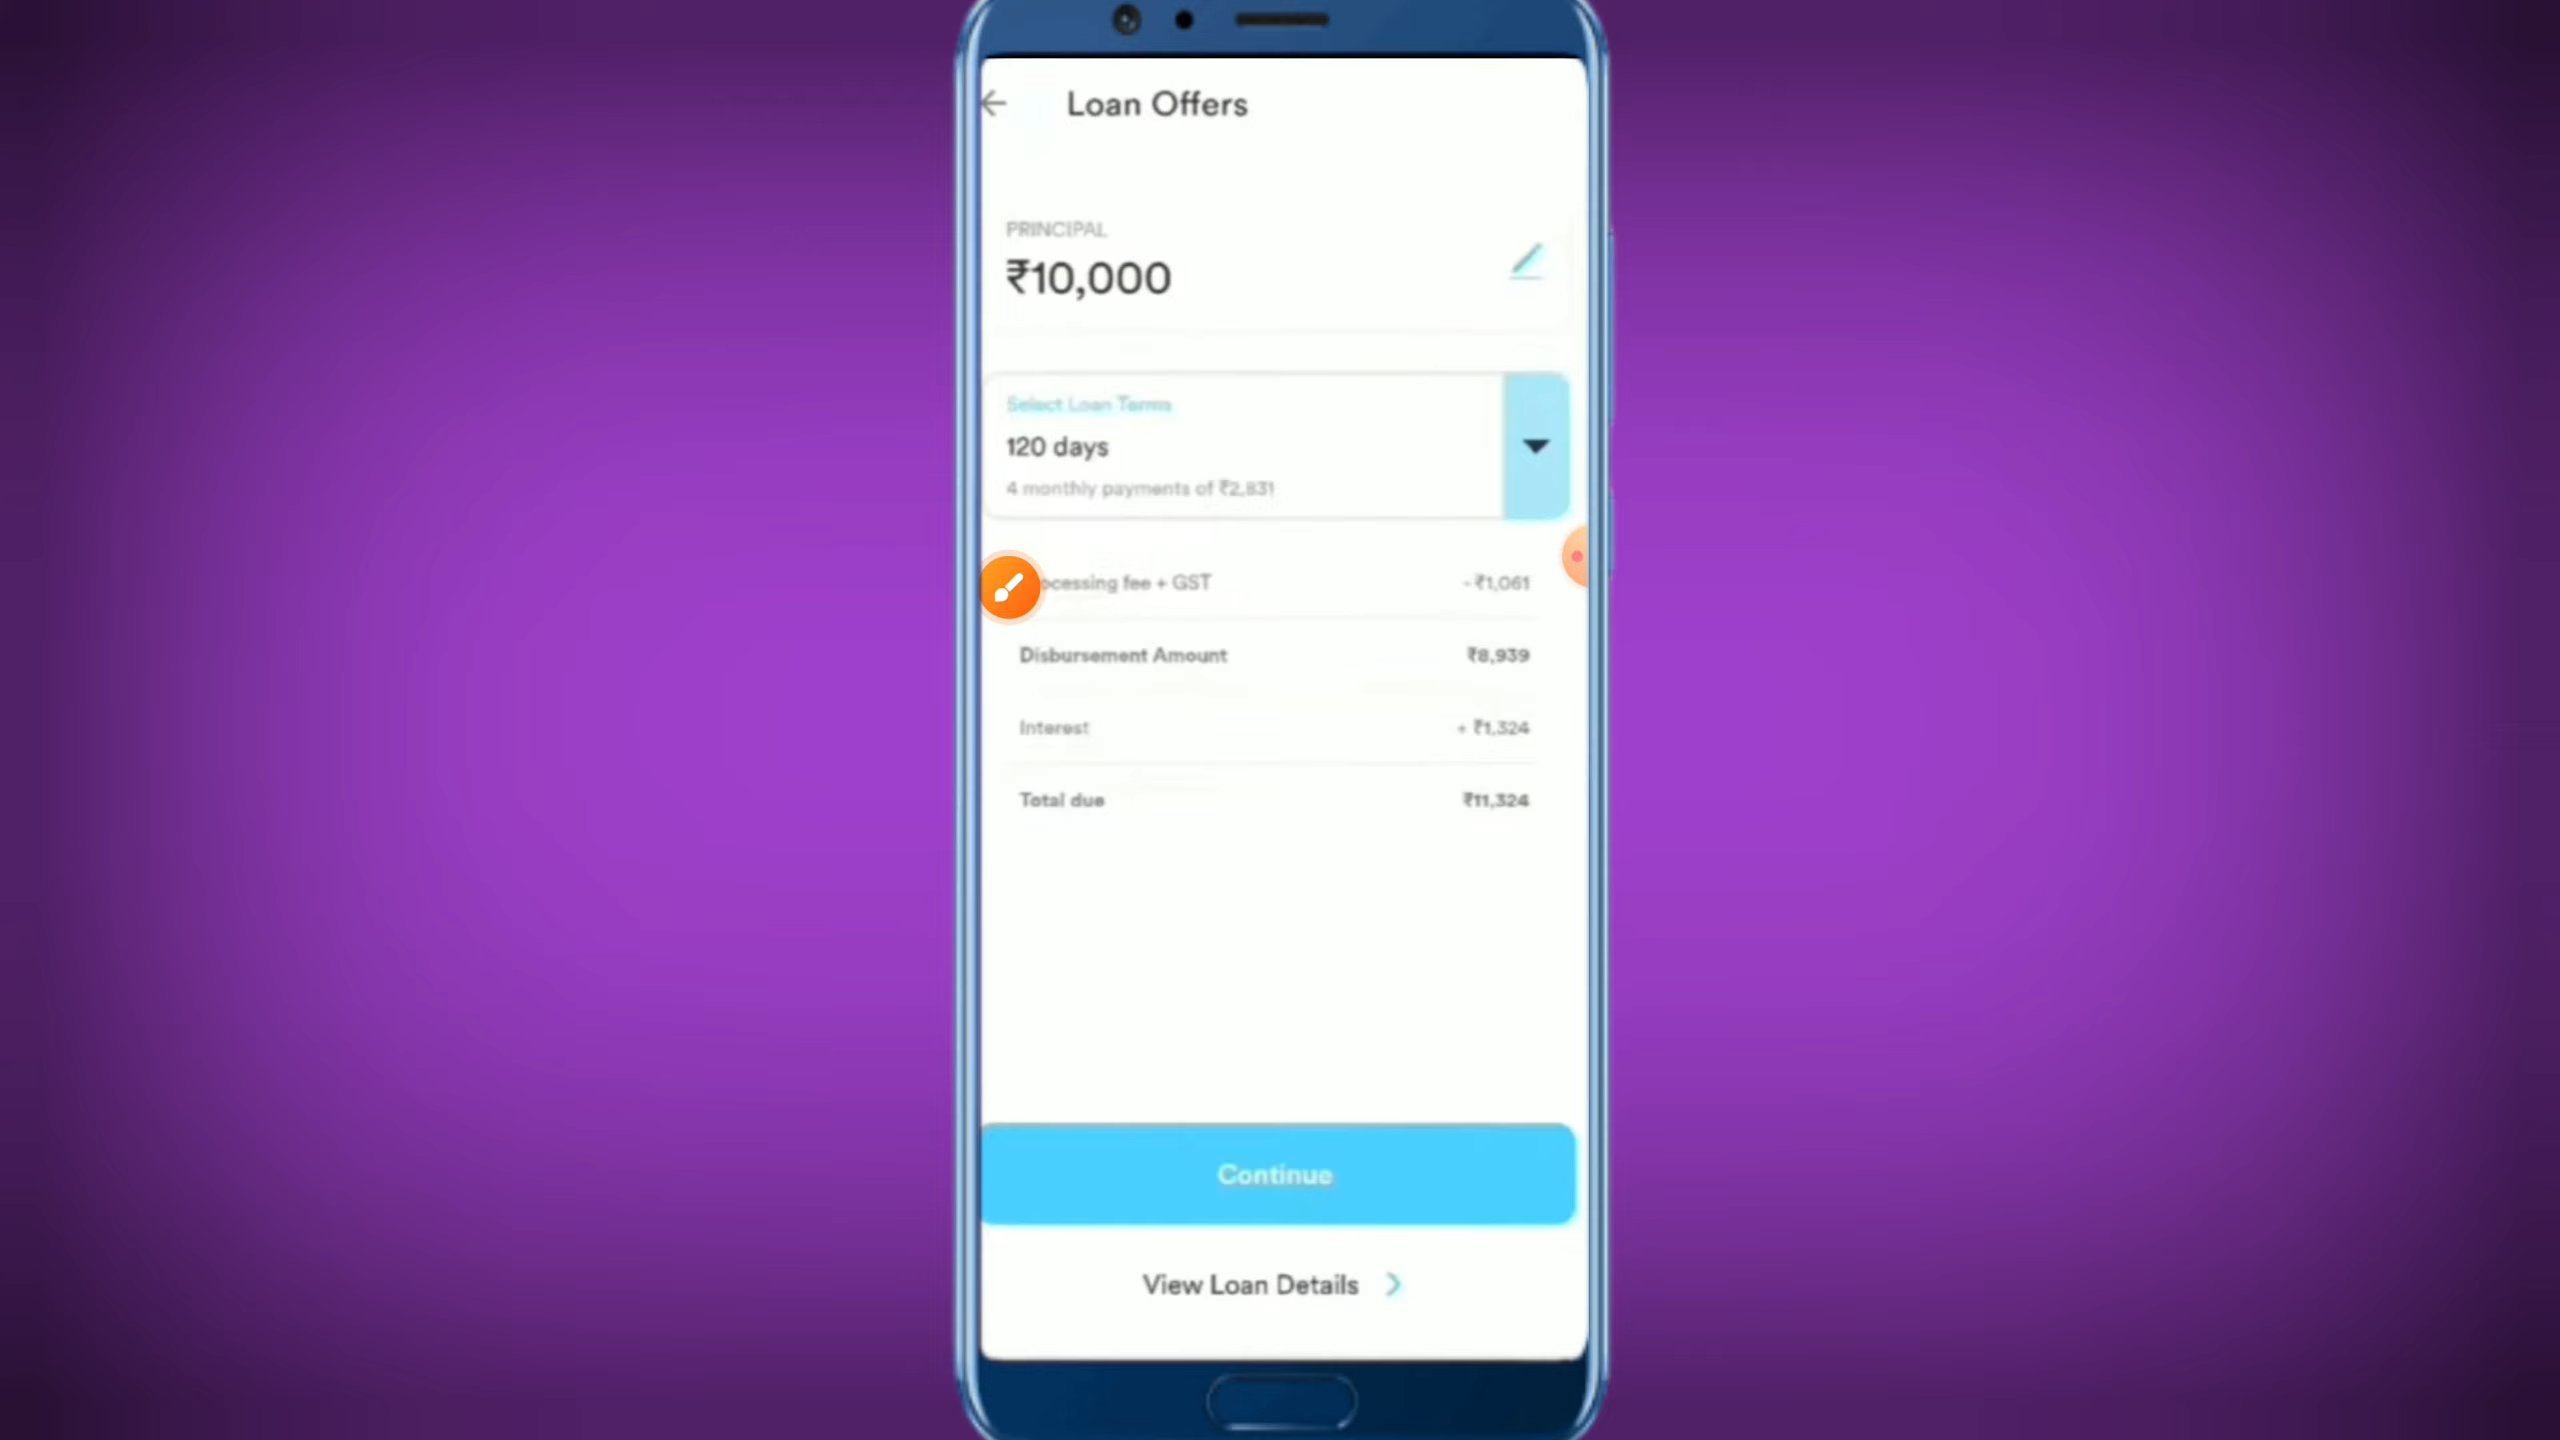 Loan Offers
PRINCIPAL
₹10,000
Select Loan Terms
120 days
4 monthly payments of ₹2,831
ocessing fee + GST - ₹1,061
Disbursement Amount ₹8,939
Interest + ₹1,324
Total due ₹11,324
Continue
View Loan Details